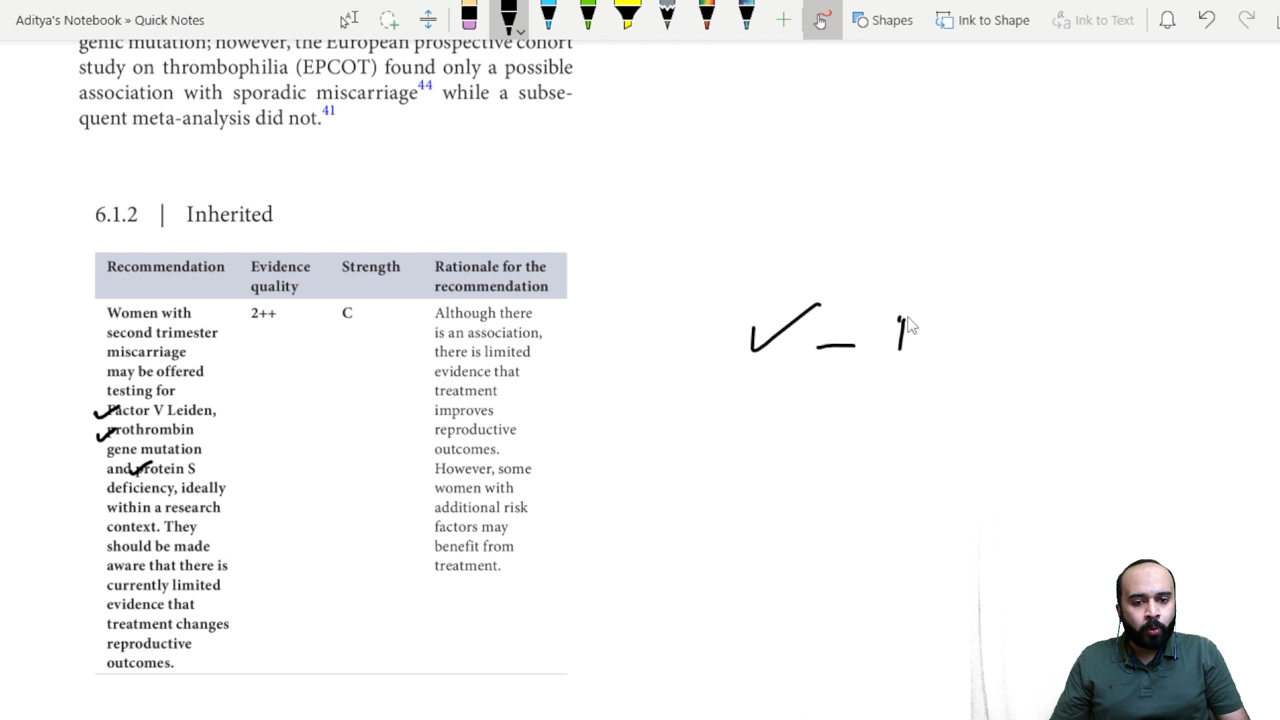 Aditya's Notebook » Quick Notes
Shapes
Ink to Shape
Ink to Text
genic mutation; however, the European prospective cohort
study on thrombophilia (EPCOT) found only a possible
association with sporadic miscarriage44 while a subse-
quent meta-analysis did not.41
6.1.2 | Inherited
Recommendation
Evidence
quality
Strength
Rationale for the
recommendation
Women with
second trimester
miscarriage
may be offered
testing for
Factor V Leiden,
prothrombin
gene mutation
and protein S
deficiency, ideally
within a research
context. They
should be made
aware that there is
currently limited
evidence that
treatment changes
reproductive
outcomes.
2++
C
Although there
is an association,
there is limited
evidence that
treatment
improves
reproductive
outcomes.
However, some
women with
additional risk
factors may
benefit from
treatment.